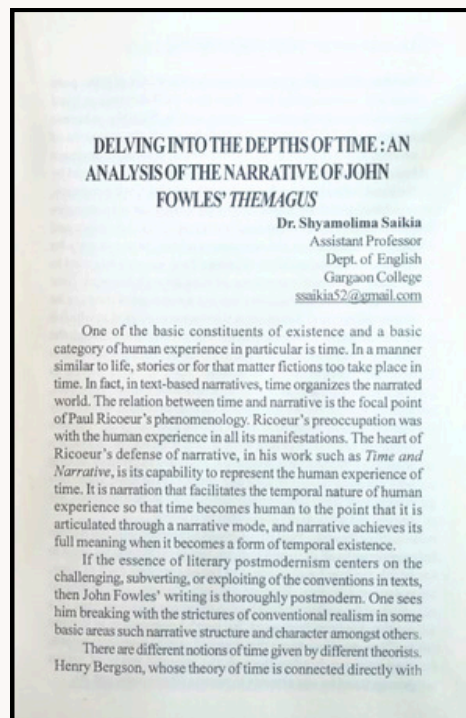 DELVING INTO THE DEPTHS OF TIME : AN
ANALYSIS OF THE NARRATIVE OF JOHN
FOWLES' THEMAGUS
Dr. Shyamolima Saikia
Assistant Professor
Dept. of English
Gargaon College
ssaikia52@gmail.com
One of the basic constituents of existence and a basic
category of human experience in particular is time. In a manner
similar to life, stories or for that matter fictions too take place in
time. In fact, in text-based narratives, time organizes the narrated
world. The relation between time and narrative is the focal point
of Paul Ricoeur's phenomenology. Ricoeur's preoccupation was
with the human experience in all its manifestations. The heart of
Ricoeur's defense of narrative, in his work such as Time and
Narrative, is its capability to represent the human experience of
time. It is narration that facilitates the temporal nature of human
experience so that time becomes human to the point that it is
articulated through a narrative mode, and narrative achieves its
full meaning when it becomes a form of temporal existence.
If the essence of literary postmodernism centers on the
challenging, subverting, or exploiting of the conventions in texts,
then John Fowles' writing is thoroughly postmodern. One sees
him breaking with the strictures of conventional realism in some
basic areas such narrative structure and character amongst others.
There are different notions of time given by different theorists.
Henry Bergson, whose theory of time is connected directly with